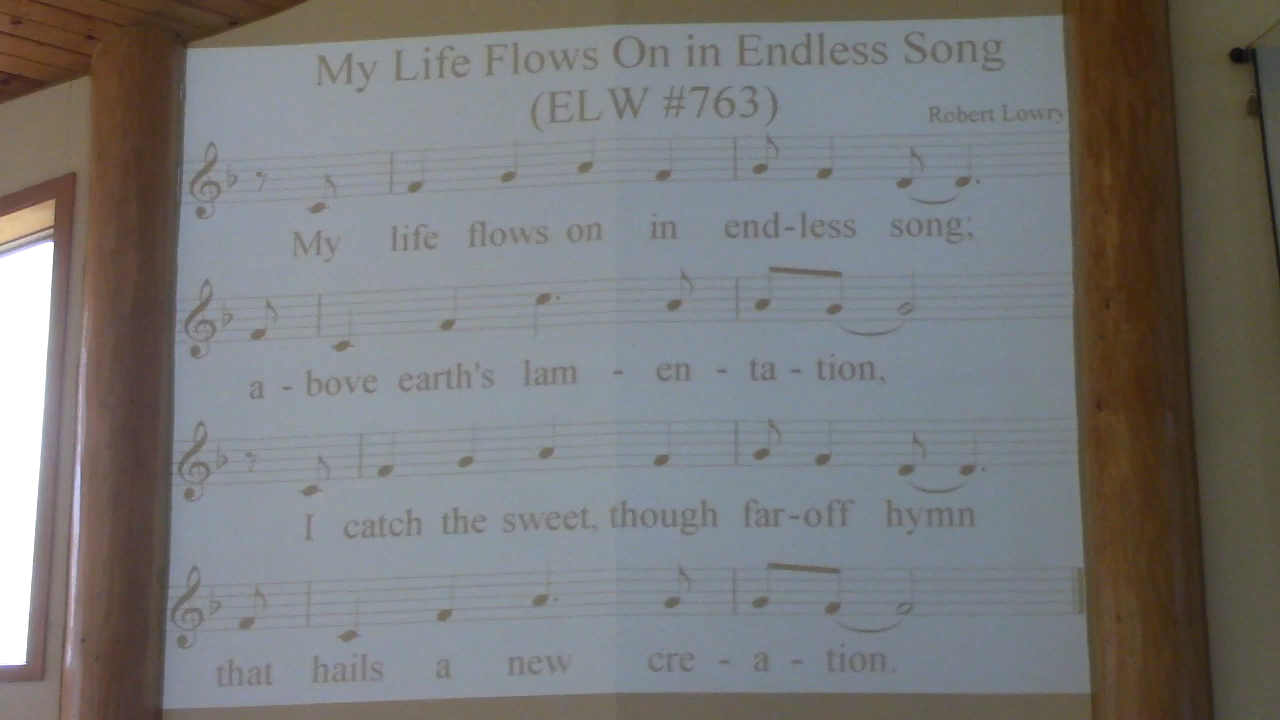 My Life Flows On in Endless Song
(ELW #763)
Robert Lowry
My life flows on in end-less song;
a - bove earth's lam - en - ta - tion,
I catch the sweet, though far-off hymn
that hails a new cre - a - tion.